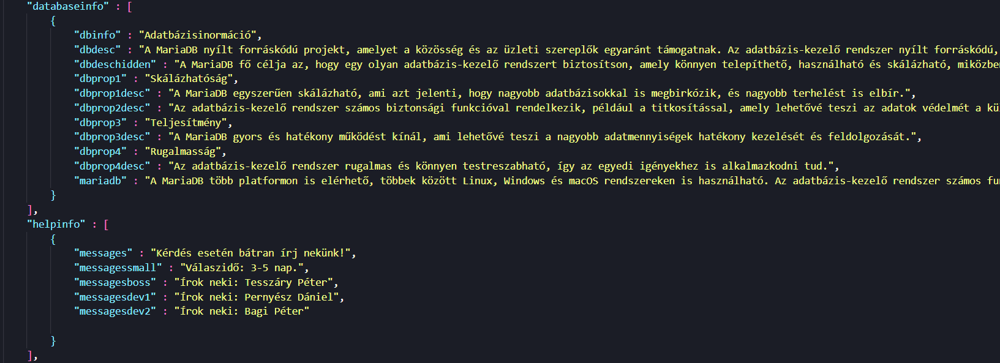 "databaseinfo" : [
{
"dbinfo" : "Adatbázisinormáció",
"dbdesc" : "A MariaDB nyílt forráskódú projekt, amelyet a közösség és az üzleti szereplők egyaránt támogatnak. Az adatbázis-kezelő rendszer nyílt forráskódú,
"dbdeschidden" : "A MariaDB fő célja az, hogy egy olyan adatbázis-kezelő rendszert biztosítson, amely könnyen telepíthető, használható és skálázható,
"dbprop1" : "Skálázhatóság",
"dbprop1desc" : "A MariaDB egyszerűen skálázható, ami azt jelenti, hogy nagyobb adatbázisokkal is megbirkózik, és nagyobb terhelést is elbír.",
"dbprop2desc" : "Az adatbázis-kezelő rendszer számos biztonsági funkcióval rendelkezik, például a titkosítással, amely lehetővé teszi az adatok védelmét a
"dbprop3" : "Teljesítmény",
"dbprop3desc" : "A MariaDB gyors és hatékony működést kínál, ami lehetővé teszi a nagyobb adatmennyiségek hatékony kezelését és feldolgozását.",
"dbprop4" : "Rugalmasság",
"dbprop4desc" : "Az adatbázis-kezelő rendszer rugalmas és könnyen testreszabható, így az egyedi igényekhez is alkalmazkodni tud.",
"mariadb" : "A MariaDB több platformon is elérhető, többek között Linux, Windows és macOS rendszereken is használható. Az adatbázis-kezelő rendszer számos
}
],
"helpinfo" : [
{
"messages" : "Kérdés esetén bátran írj nekünk!",
"messagessmall" : "Válaszidő: 3-5 nap.",
"messagesboss" : "Írok neki: Tesszáry Péter",
"messagesdev1" : "Írok neki: Pernyész Dániel",
"messagesdev2" : "Írok neki: Bagi Péter"
}
],